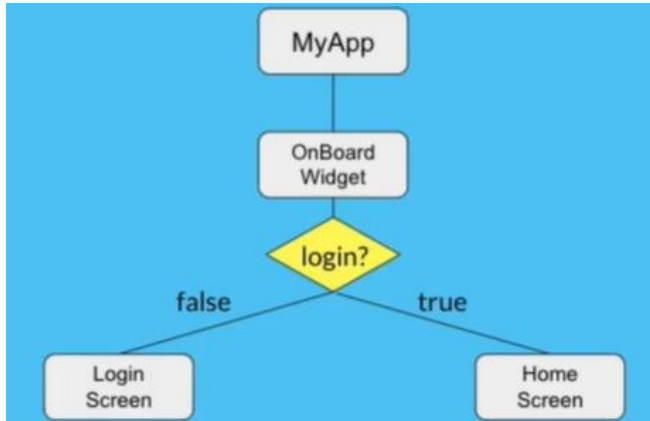 MyApp
OnBoard
Widget
login?
false
true
Login
Screen
Home
Screen